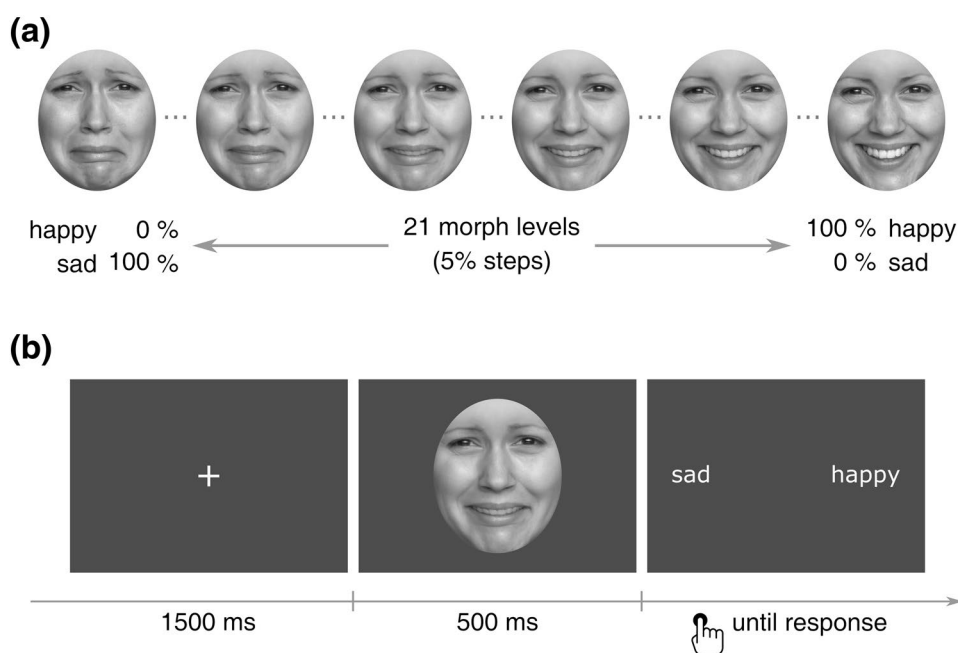 (a)
happy 0 %
sad 100 %
21 morph levels
(5% steps)
100 % happy
0 % sad
(b)
sad happy
1500 ms 500 ms until response